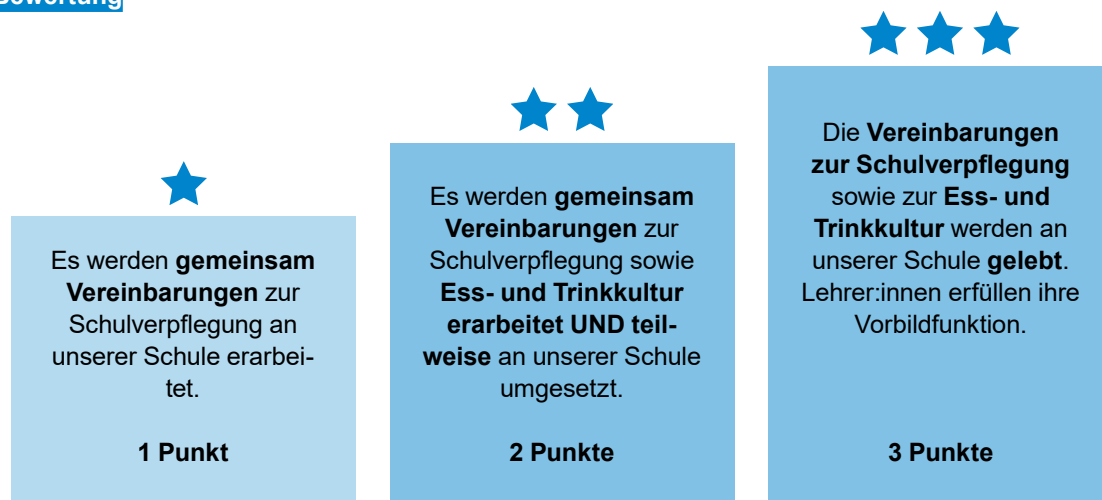 Bewertung
Es werden gemeinsam
Vereinbarungen zur
Schulverpflegung an
unserer Schule erarbei-
tet.
1 Punkt
Es werden gemeinsam
Vereinbarungen zur
Schulverpflegung sowie
Ess- und Trinkkultur
erarbeitet UND teil-
weise an unserer Schule
umgesetzt.
2 Punkte
Die Vereinbarungen
zur Schulverpflegung
sowie zur Ess- und
Trinkkultur werden an
unserer Schule gelebt.
Lehrer:innen erfüllen ihre
Vorbildfunktion.
3 Punkte